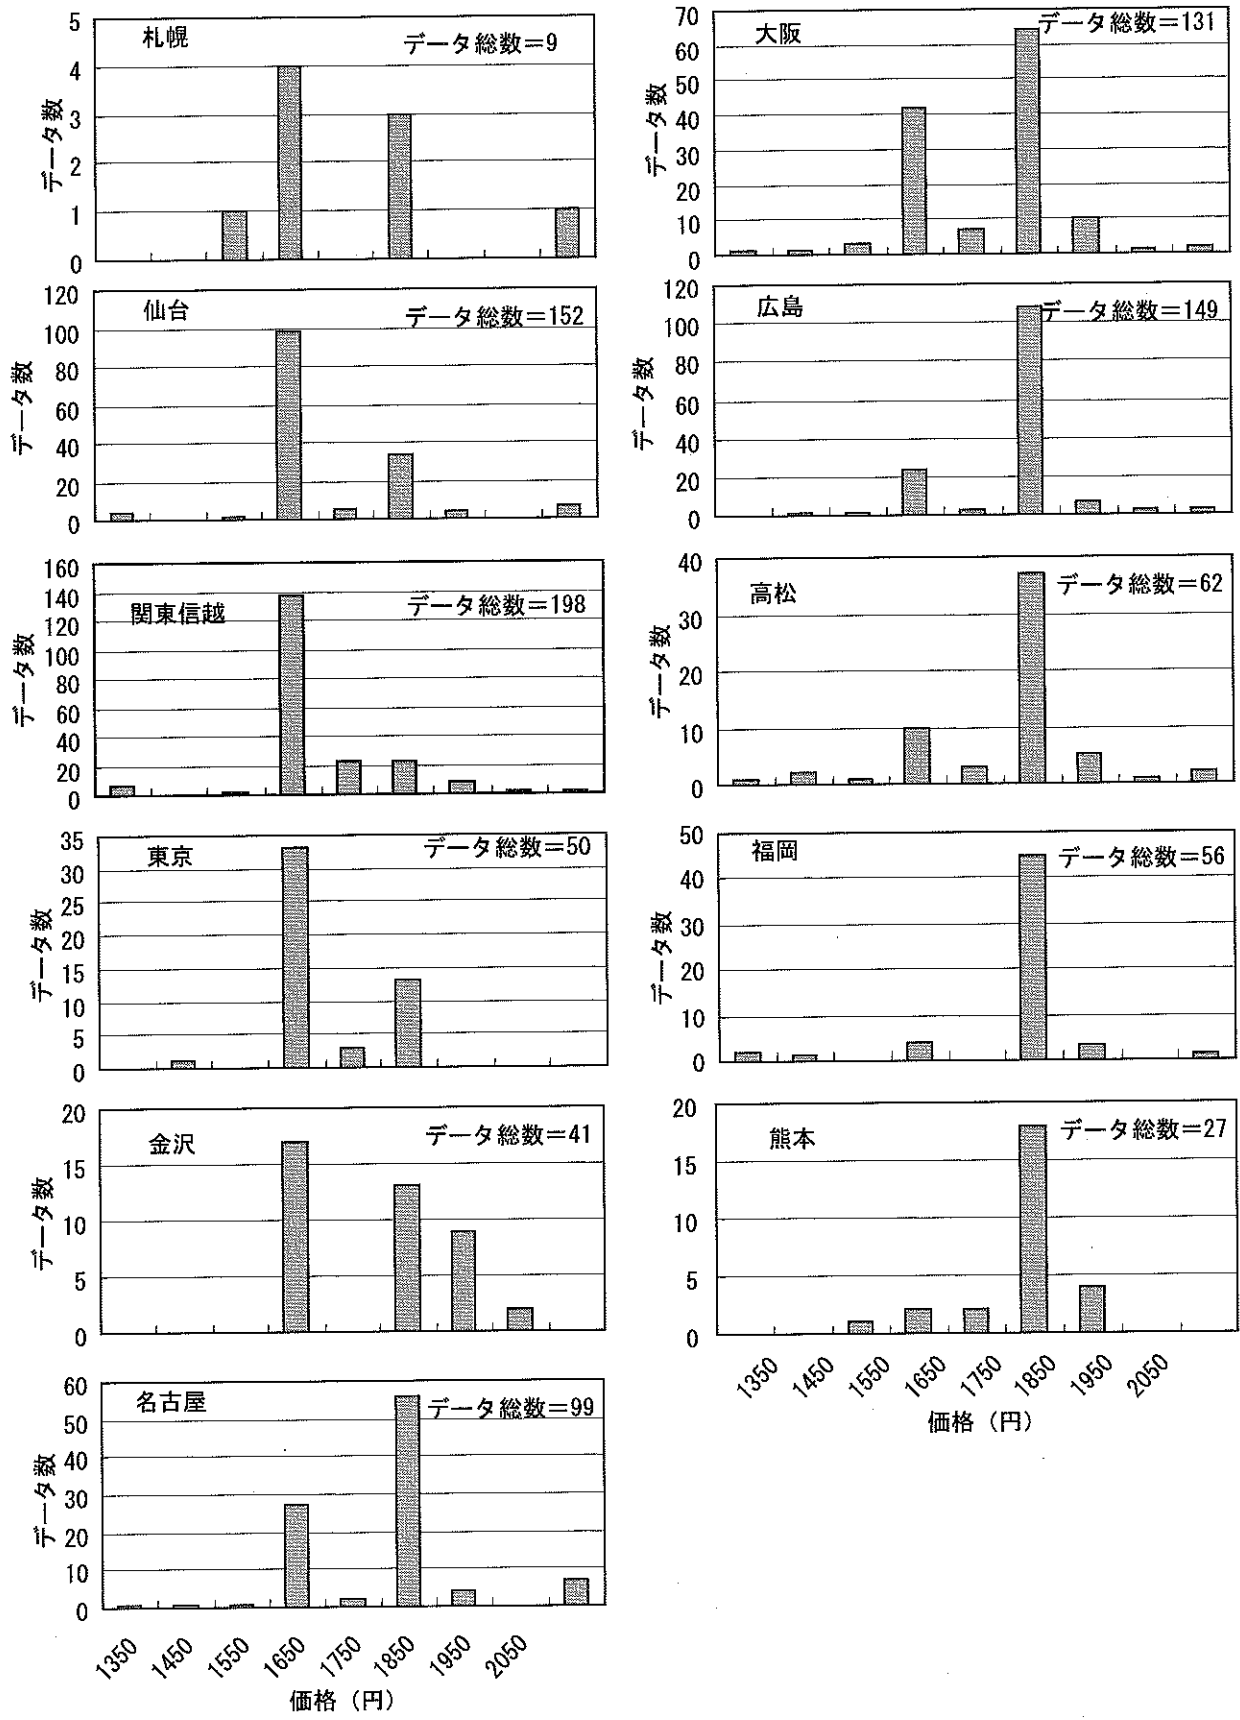 札幌
データ総数=9
5
4
3
2
1
0
データ数
仙台
データ総数=152
120
100
80
60
40
20
0
データ数
関東信越
データ総数=198
160
140
120
100
80
60
40
20
0
データ数
東京
データ総数=50
35
30
25
20
15
10
5
0
データ数
金沢
データ総数=41
20
15
10
5
0
データ数
名古屋
データ総数=99
60
50
40
30
20
10
0
データ数
1350 1450 1550 1650 1750 1850 1950 2050
価格(円)
大阪
データ総数=131
70
60
50
40
30
20
10
0
データ数
広島
データ総数=149
120
100
80
60
40
20
0
データ数
高松
データ総数=62
40
30
20
10
0
データ数
福岡
データ総数=56
50
40
30
20
10
0
データ数
熊本
データ総数=27
20
15
10
5
0
1350 1450 1550 1650 1750 1850 1950 2050
価格(円)